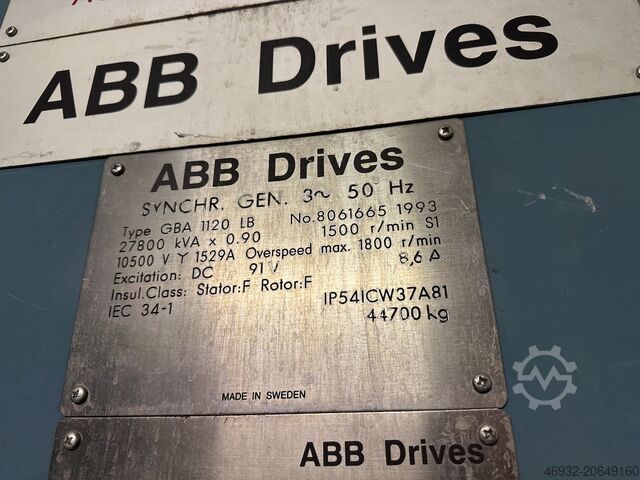 ABB Drives
ABB Drives
SYNCHR. GEN. 3~ 50 Hz
Type GBA 1120 LB No.8061665 1993
27800 kVA x 0.90 1500 r/min S1
10500 V Y 1529A Overspeed max. 1800 r/min
Excitation: DC 91V 8,6 A
Insul.Class: Stator:F Rotor:F
IEC 34-1 IP54ICW37A81
44700 kg
MADE IN SWEDEN
ABB Drives
46932-20649160